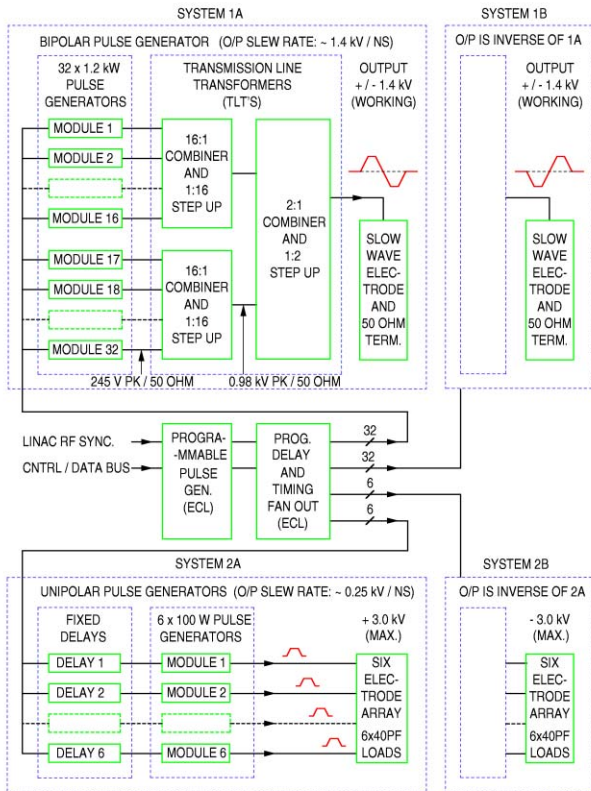 SYSTEM 1A
BIPOLAR PULSE GENERATOR (O/P SLEW RATE: ~ 1.4 kV / NS)
32 x 1.2 kW
PULSE
GENERATORS
MODULE 1
MODULE 2
MODULE 16
MODULE 17
MODULE 18
MODULE 32
245 V PK / 50 OHM
TRANSMISSION LINE
TRANSFORMERS
(TLT'S)
16:1
COMBINER
AND
1:16
STEP UP
16:1
COMBINER
AND
1:16
STEP UP
0.98 kV PK / 50 OHM
2:1
COMBINER
AND
1:2
STEP UP
OUTPUT
+ / - 1.4 kV
(WORKING)
SLOW
WAVE
ELEC-
TRODE
AND
50 OHM
TERM.
SYSTEM 1B
O/P IS INVERSE OF 1A
OUTPUT
+ / - 1.4 kV
(WORKING)
SLOW
WAVE
ELEC-
TRODE
AND
50 OHM
TERM.
LINAC RF SYNC.
CNTRL / DATA BUS
PROGRA-
-MMABLE
PULSE
GEN.
(ECL)
PROG.
DELAY
AND
TIMING
FAN OUT
(ECL)
32
32
6
6
SYSTEM 2A
UNIPOLAR PULSE GENERATORS (O/P SLEW RATE: ~ 0.25 kV / NS)
FIXED
DELAYS
DELAY 1
DELAY 2
DELAY 6
6 x 100 W PULSE
GENERATORS
MODULE 1
MODULE 2
MODULE 6
+ 3.0 kV
(MAX.)
SIX
ELEC-
TRODE
ARRAY
6x40PF
LOADS
SYSTEM 2B
O/P IS INVERSE OF 2A
- 3.0 kV
(MAX.)
SIX
ELEC-
TRODE
ARRAY
6x40PF
LOADS